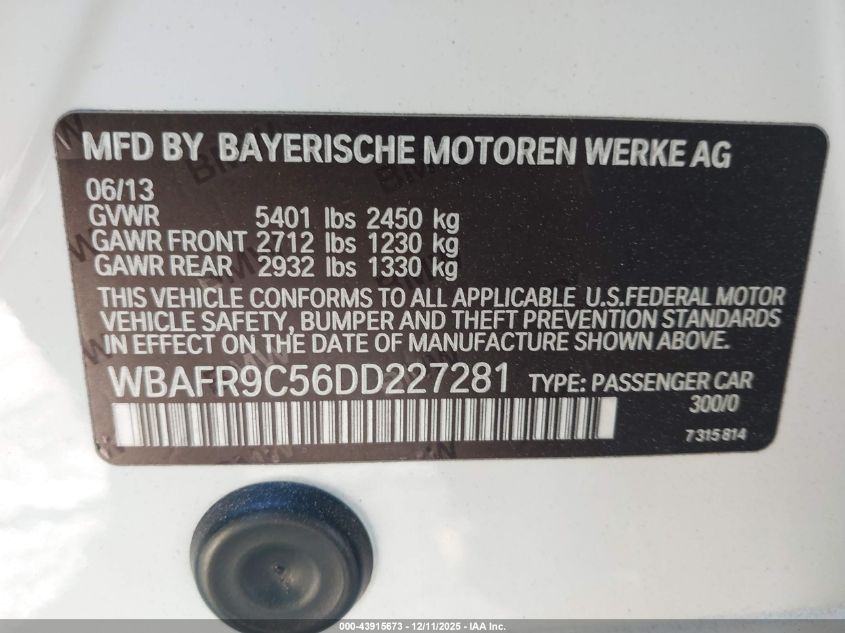 MFD BY BAYERISCHE MOTOREN WERKE AG
06/13
GVWR 5401 lbs 2450 kg
GAWR FRONT 2712 lbs 1230 kg
GAWR REAR 2932 lbs 1330 kg
THIS VEHICLE CONFORMS TO ALL APPLICABLE U.S.FEDERAL MOTOR
VEHICLE SAFETY, BUMPER AND THEFT PREVENTION STANDARDS
IN EFFECT ON THE DATE OF MANUFACTURE SHOWN ABOVE.
WBAFR9C56DD227281 TYPE: PASSENGER CAR
300/0
7 315 814
000-43915673 - 12/11/2025 - IAA Inc.